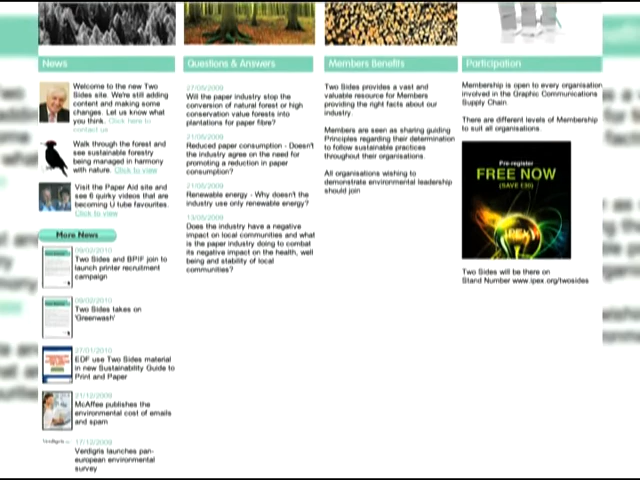 News
Welcome to the new Two
Sides site. We're still adding
content and making some
changes. Let us know what
you think. Click here to
contact us
Walk through the forest and
see sustainable forestry
being managed in harmony
with nature. Click to view
Visit the Paper Aid site and
see 6 quirky videos that are
becoming U tube favourites.
Click to view
More News
09/02/2010
Two Sides and BPIF join to
launch printer recruitment
campaign
09/02/2010
Two Sides takes on
'Greenwash'
27/01/2010
EDF use Two Sides material
in new Sustainability Guide to
Print and Paper
21/12/2009
McAffee publishes the
environmental cost of emails
and spam
Verdigris
17/12/2009
Verdigris launches pan-
european environmental
survey
Questions & Answers
27/08/2009
Will the paper industry stop the
conversion of natural forest or high
conservation value forests into
plantations for paper fibre?
21/08/2009
Reduced paper consumption - Doesn't
the industry agree on the need for
promoting a reduction in paper
consumption?
21/08/2009
Renewable energy - Why doesn't the
industry use only renewable energy?
13/08/2009
Does the industry have a negative
impact on local communities and what
is the paper industry doing to combat
its negative impact on the health, well
being and stability of local
communities?
Members Benefits
Two Sides provides a vast and
valuable resource for Members
providing the right facts about our
industry.
Members are seen as sharing guiding
Principles regarding their determination
to follow sustainable practices
throughout their organisations.
All organisations wishing to
demonstrate environmental leadership
should join
Participation
Membership is open to every organisation
involved in the Graphic Communications
Supply Chain.
There are different levels of Membership
to suit all organisations.
Pre-register
FREE NOW
(SAVE £30)
IPEX
Two Sides will be there on
Stand Number www.ipex.org/twosides